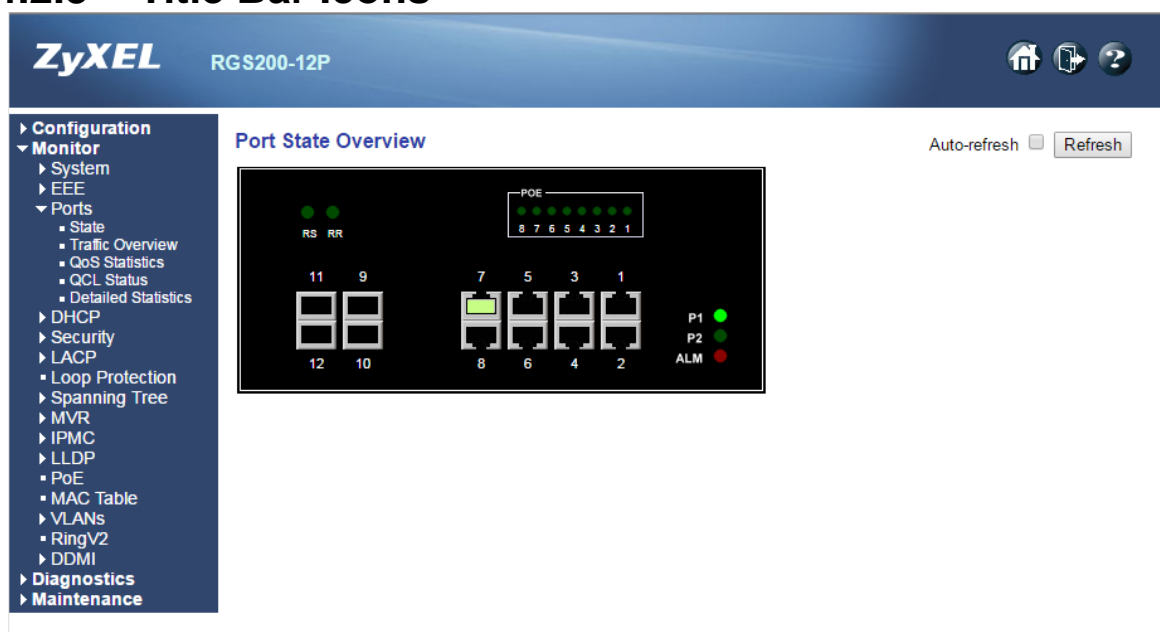 Title Bar Icons
ZyXEL
RGS200-12P
Configuration
Monitor
System
EEE
Ports
State
Traffic Overview
QoS Statistics
QCL Status
Detailed Statistics
DHCP
Security
LACP
Loop Protection
Spanning Tree
MVR
IPMC
LLDP
PoE
MAC Table
VLANs
RingV2
DDMI
Diagnostics
Maintenance
Port State Overview
Auto-refresh Refresh
POE
8 7 6 5 4 3 2 1
RS RR
11 9 7 5 3 1
P1
P2
ALM
12 10 8 6 4 2